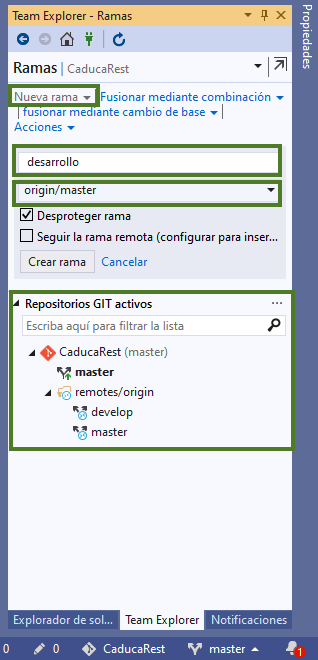 Team Explorer - Ramas
Propiedades
Ramas | CaducaRest
Nueva rama | Fusionar mediante combinación
| fusionar mediante cambio de base |
Acciones
desarrollo
origin/master
Desproteger rama
Seguir la rama remota (configurar para inser...
Crear rama Cancelar
Repositorios GIT activos ...
Escriba aquí para filtrar la lista
CaducaRest (master)
master
remotes/origin
develop
master
Explorador de sol... Team Explorer Notificaciones
0 0 CaducaRest master 1